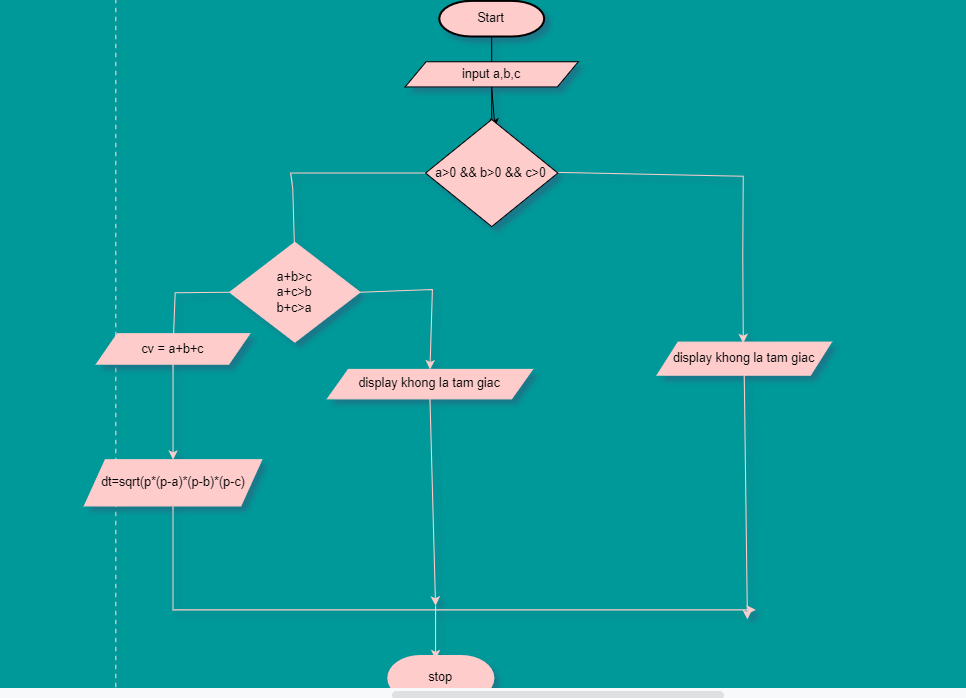 Start
input a,b,c
a>0 && b>0 && c>0
a+b>c
a+c>b
b+c>a
cv = a+b+c
display khong la tam giac
display khong la tam giac
dt=sqrt(p*(p-a)*(p-b)*(p-c)
stop